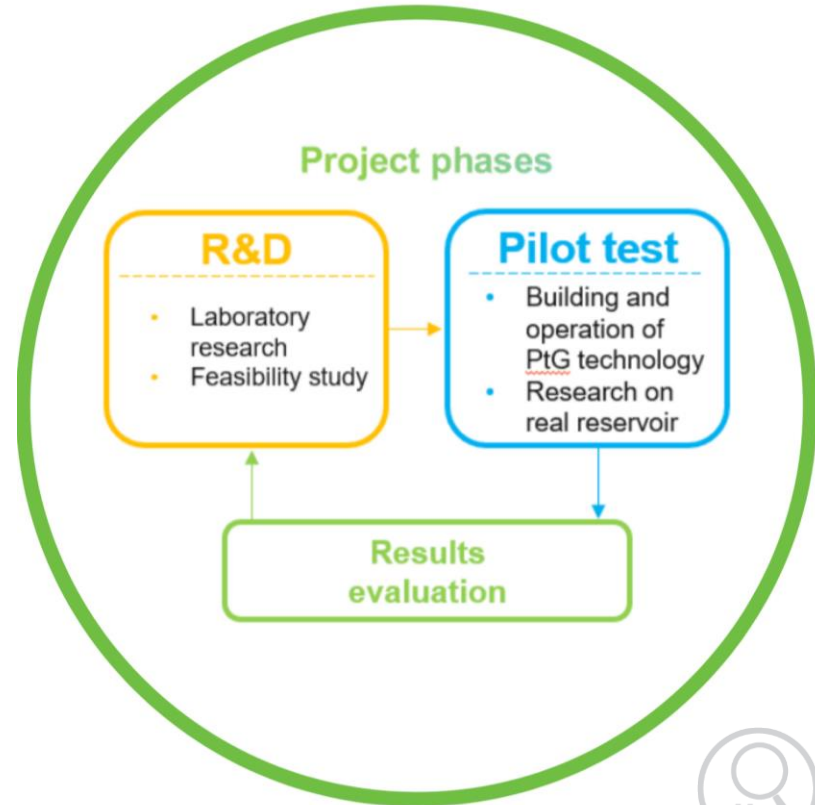 Project phases
R&D
• Laboratory
research
• Feasibility study
Pilot test
• Building and
operation of
PtG technology
• Research on
real reservoir
Results
evaluation